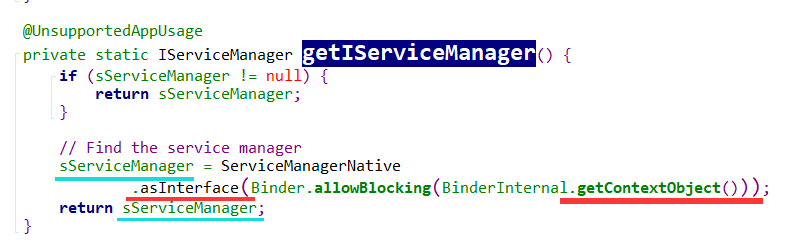 @UnsupportedAppUsage
private static IServiceManager getIServiceManager() {
if (sServiceManager != null) {
return sServiceManager;
}
// Find the service manager
sServiceManager = ServiceManagerNative
.asInterface(Binder.allowBlocking(BinderInternal.getContextObject()));
return sServiceManager;
}